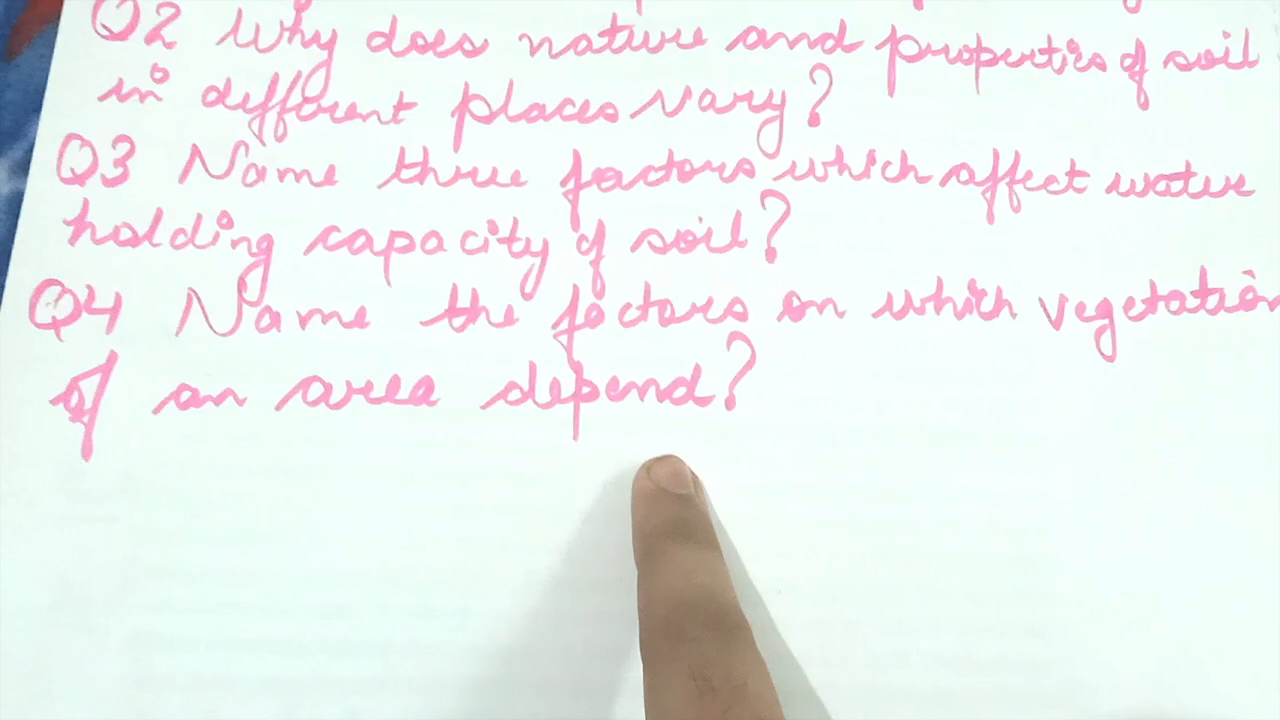 Q2 Why does nature and properties of soil
in different places vary?
Q3 Name three factors which affect water
holding capacity of soil?
Q4 Name the factors on which vegetation
of an area depend?